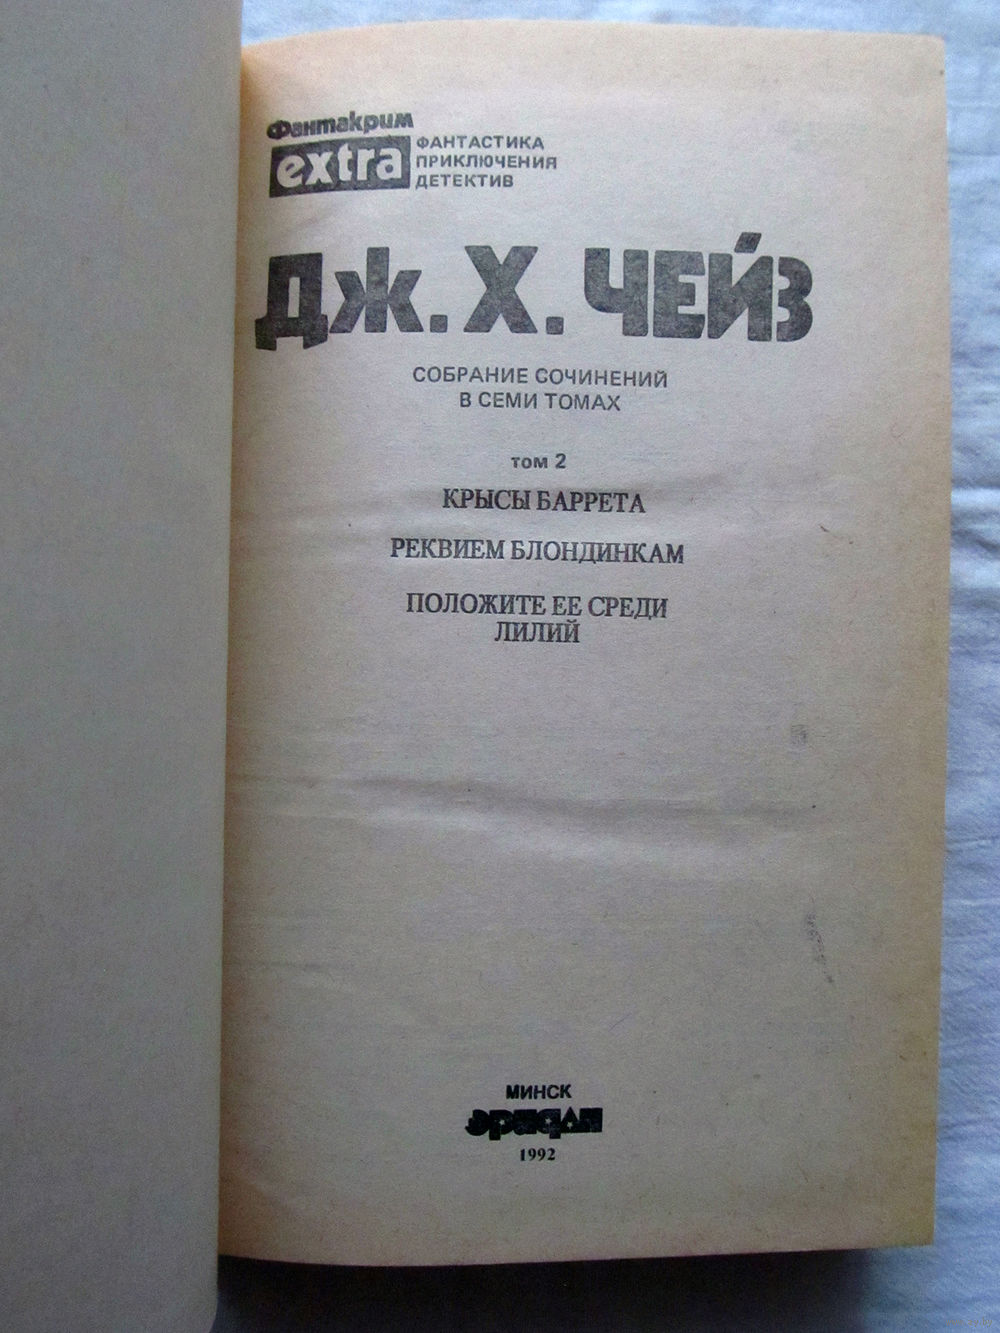 Фантакрим
extra
ФАНТАСТИКА
ПРИКЛЮЧЕНИЯ
ДЕТЕКТИВ
ДЖ. Х. ЧЕЙЗ
СОБРАНИЕ СОЧИНЕНИЙ
В СЕМИ ТОМАХ
том 2
КРЫСЫ БАРРЕТА
РЕКВИЕМ БЛОНДИНКАМ
ПОЛОЖИТЕ ЕЕ СРЕДИ
ЛИЛИЙ
МИНСК
эридан
1992